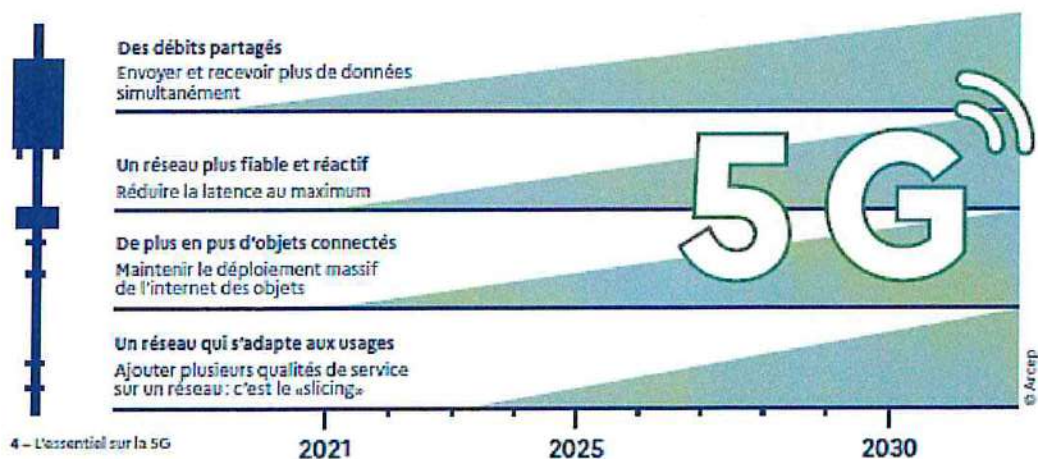 Des débits partagés
Envoyer et recevoir plus de données
simultanément
Un réseau plus fiable et réactif
Réduire la latence au maximum
De plus en pus d'objets connectés
Maintenir le déploiement massif
de l'internet des objets
Un réseau qui s'adapte aux usages
Ajouter plusieurs qualités de service
sur un réseau: c'est le «slicing»
5G
© Arcep
2021
2025
2030
4 – L'essentiel sur la 5G